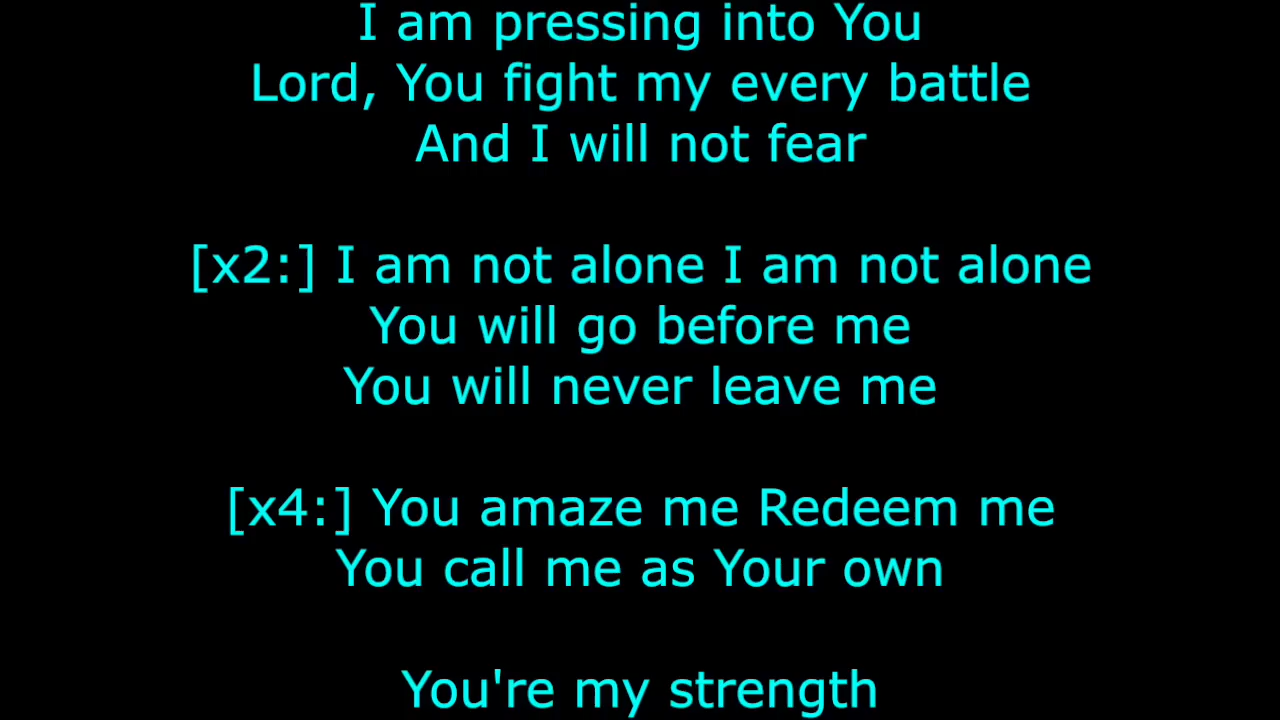 I am pressing into You
Lord, You fight my every battle
And I will not fear
[x2:] I am not alone I am not alone
You will go before me
You will never leave me
[x4:] You amaze me Redeem me
You call me as Your own
You're my strength